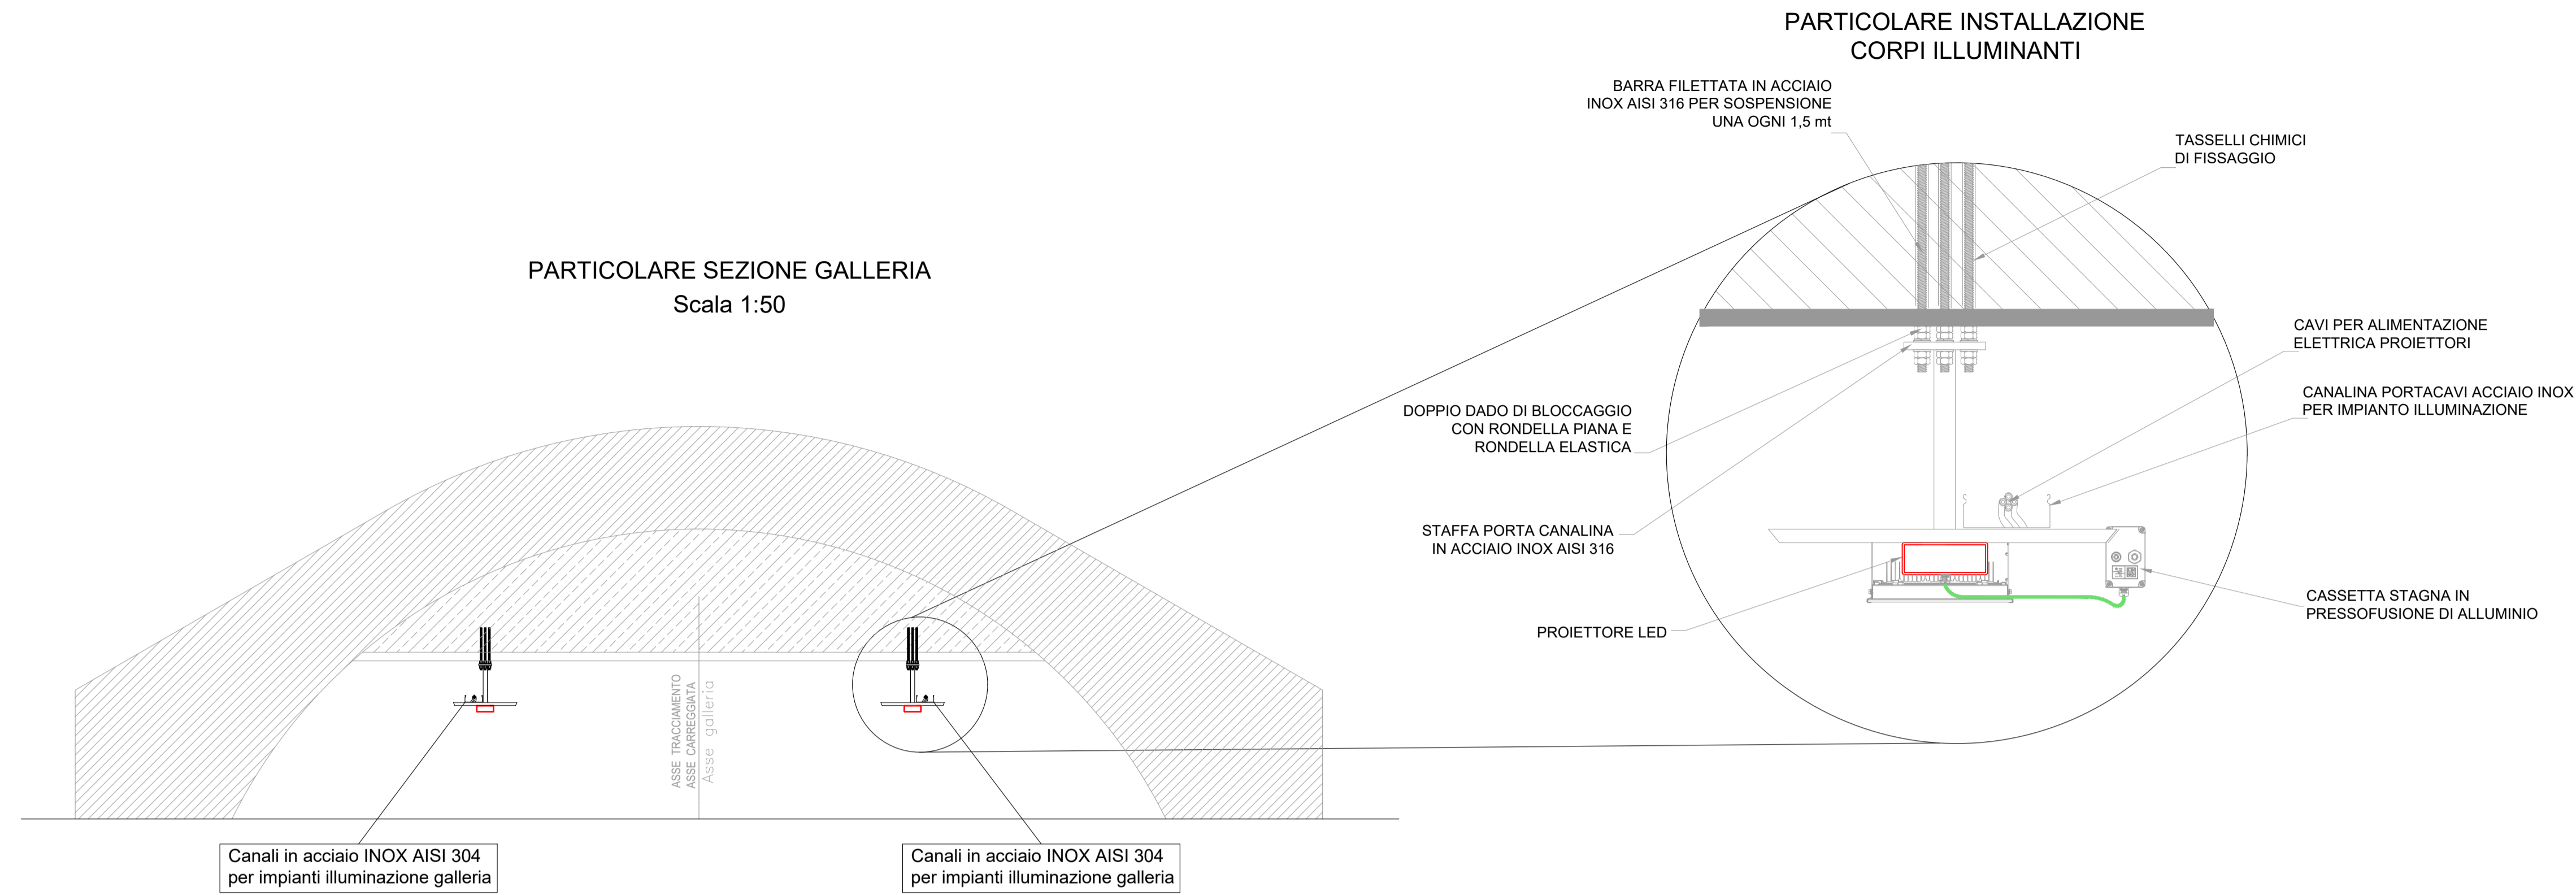 PARTICOLARE INSTALLAZIONE
CORPI ILLUMINANTI
BARRA FILETTATA IN ACCIAIO
INOX AISI 316 PER SOSPENSIONE
UNA OGNI 1,5 mt
TASSELLI CHIMICI
DI FISSAGGIO
PARTICOLARE SEZIONE GALLERIA
Scala 1:50
CAVI PER ALIMENTAZIONE
ELETTRICA PROIETTORI
CANALINA PORTACAVI ACCIAIO INOX
PER IMPIANTO ILLUMINAZIONE
DOPPIO DADO DI BLOCCAGGIO
CON RONDELLA PIANA E
RONDELLA ELASTICA
STAFFA PORTA CANALINA
IN ACCIAIO INOX AISI 316
CASSETTA STAGNA IN
PRESSOFUSIONE DI ALLUMINIO
PROIETTORE LED
ASSE TRACCIAMENTO
ASSE CARREGGIATA
Asse galleria
Canali in acciaio INOX AISI 304
per impianti illuminazione galleria
Canali in acciaio INOX AISI 304
per impianti illuminazione galleria